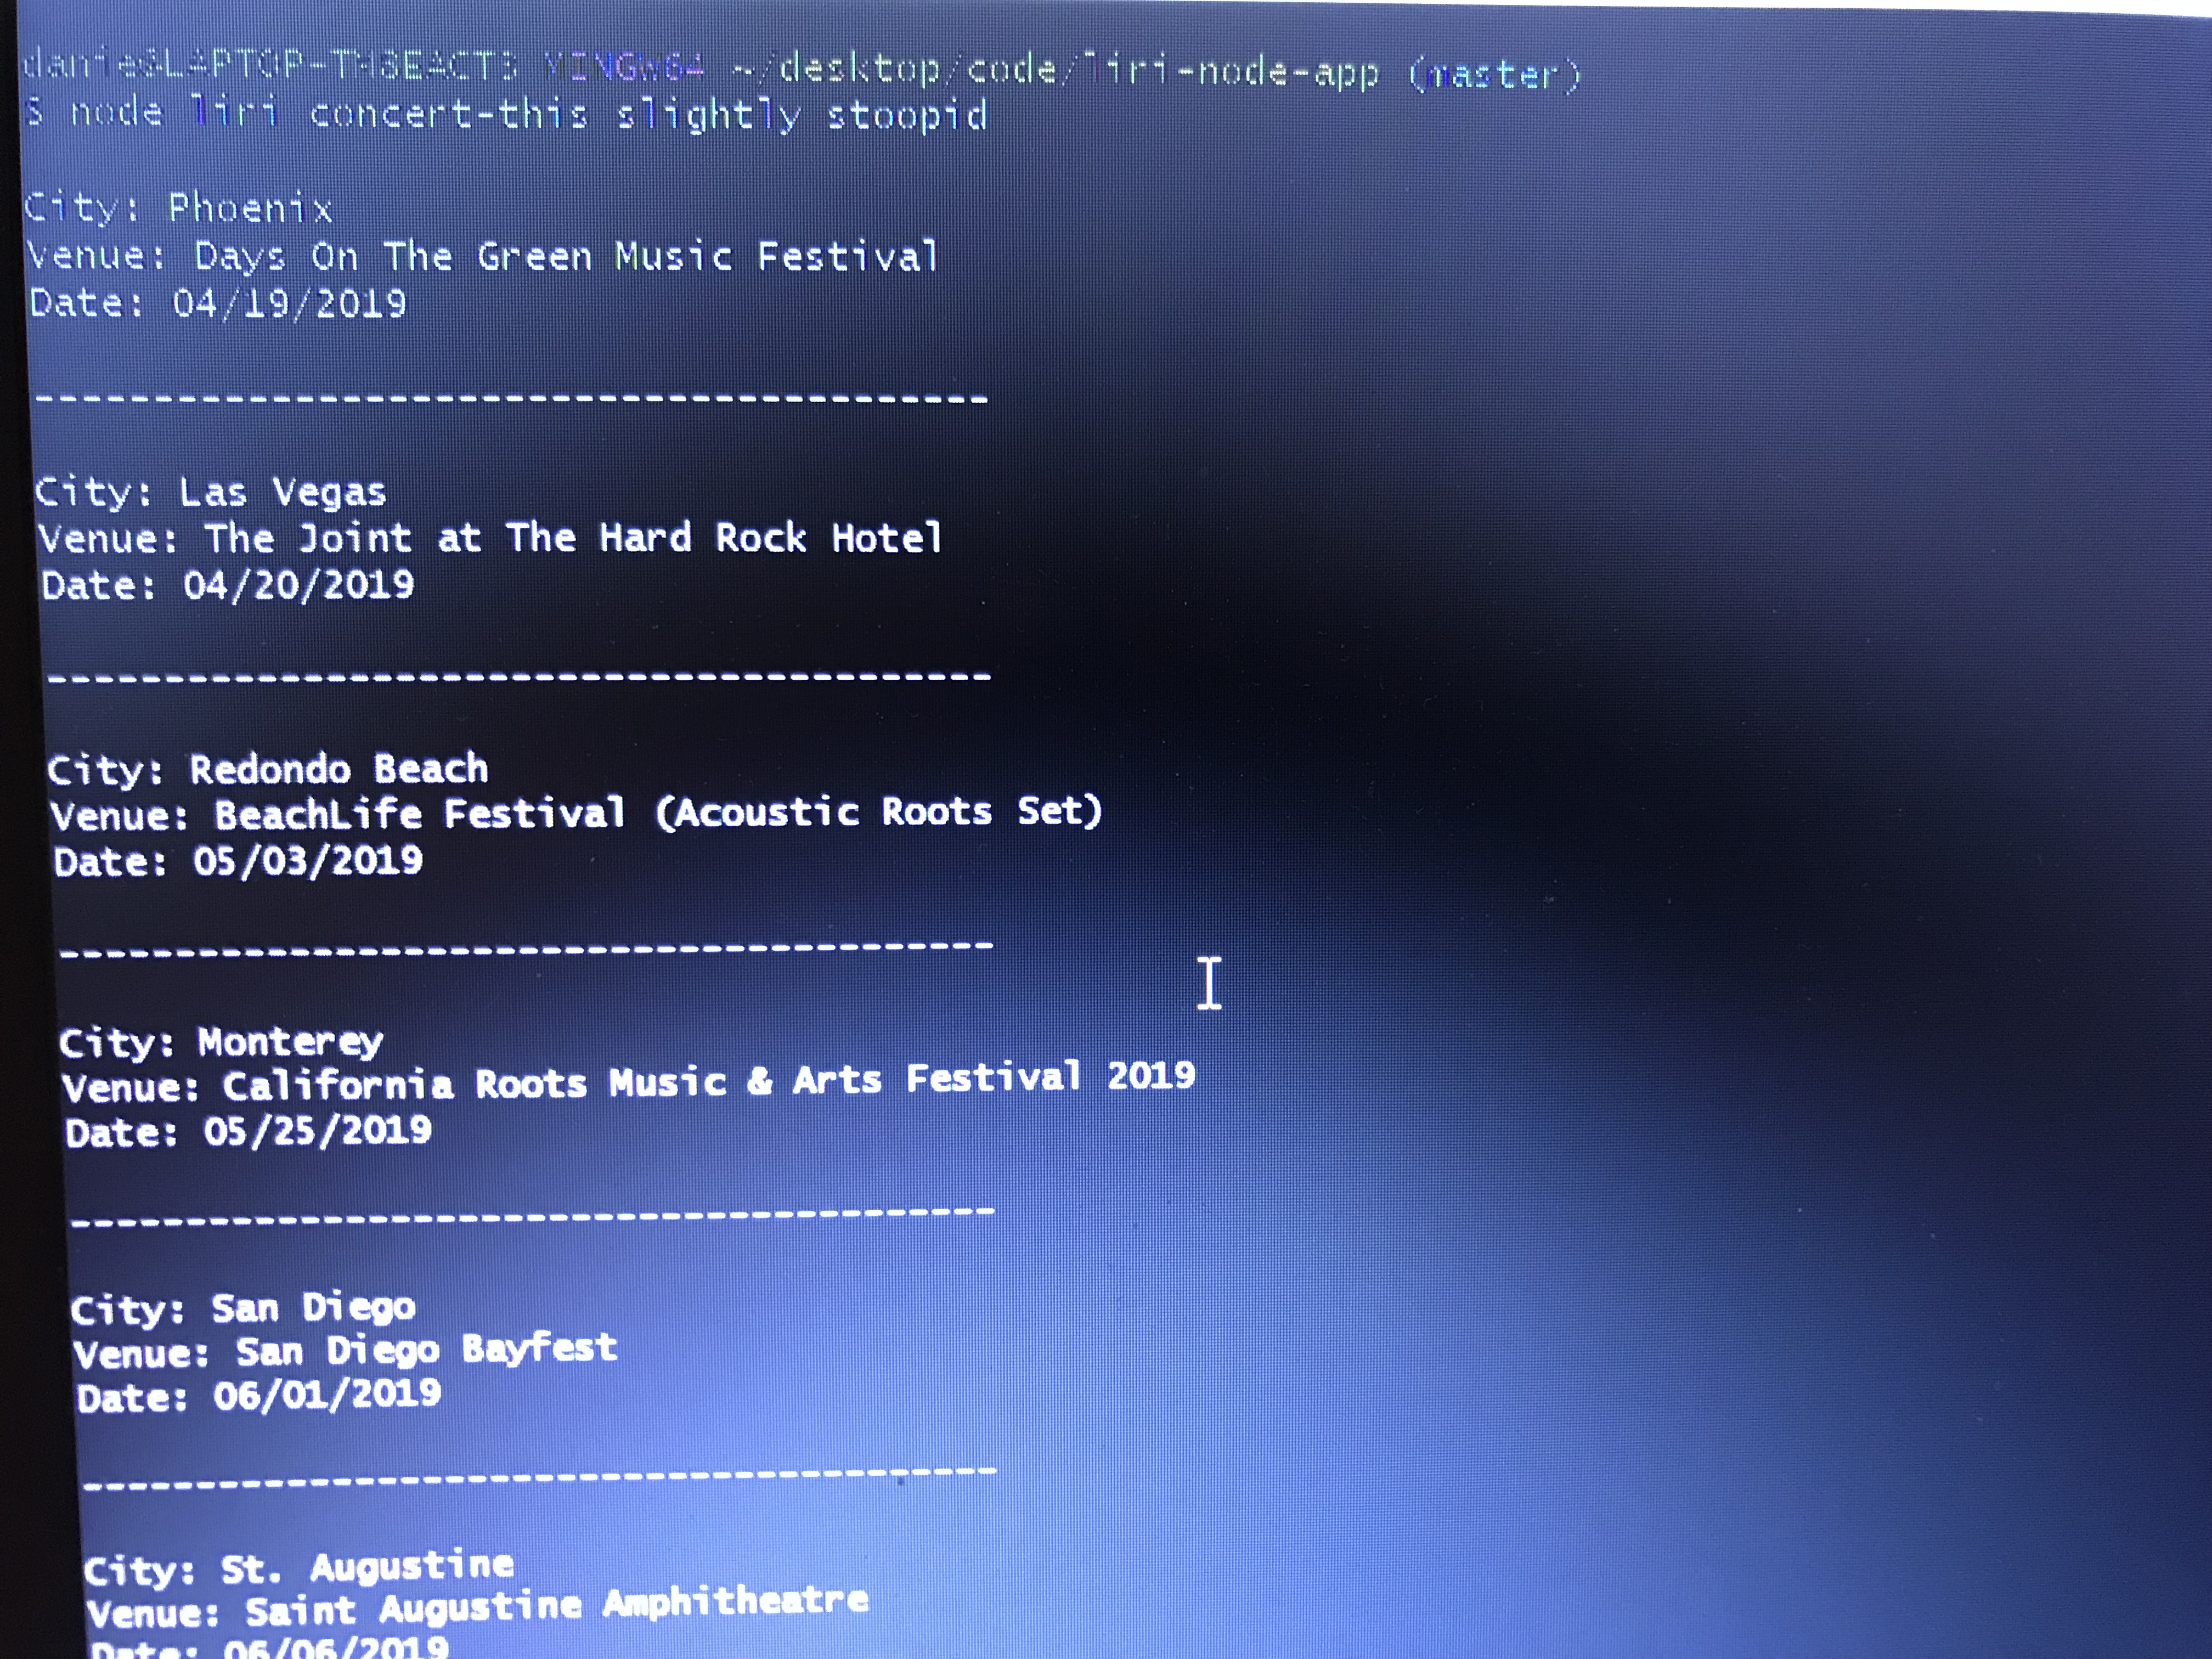 MINGW64 ~/desktop/code/liri-node-app (master)
$ node liri concert-this slightly stoopid
City: Phoenix
Venue: Days On The Green Music Festival
Date: 04/19/2019
----------------------------------------
City: Las Vegas
Venue: The Joint at The Hard Rock Hotel
Date: 04/20/2019
----------------------------------------
City: Redondo Beach
Venue: BeachLife Festival (Acoustic Roots Set)
Date: 05/03/2019
----------------------------------------
City: Monterey
Venue: California Roots Music & Arts Festival 2019
Date: 05/25/2019
----------------------------------------
City: San Diego
Venue: San Diego Bayfest
Date: 06/01/2019
----------------------------------------
City: St. Augustine
Venue: Saint Augustine Amphitheatre
Date: 06/06/2019